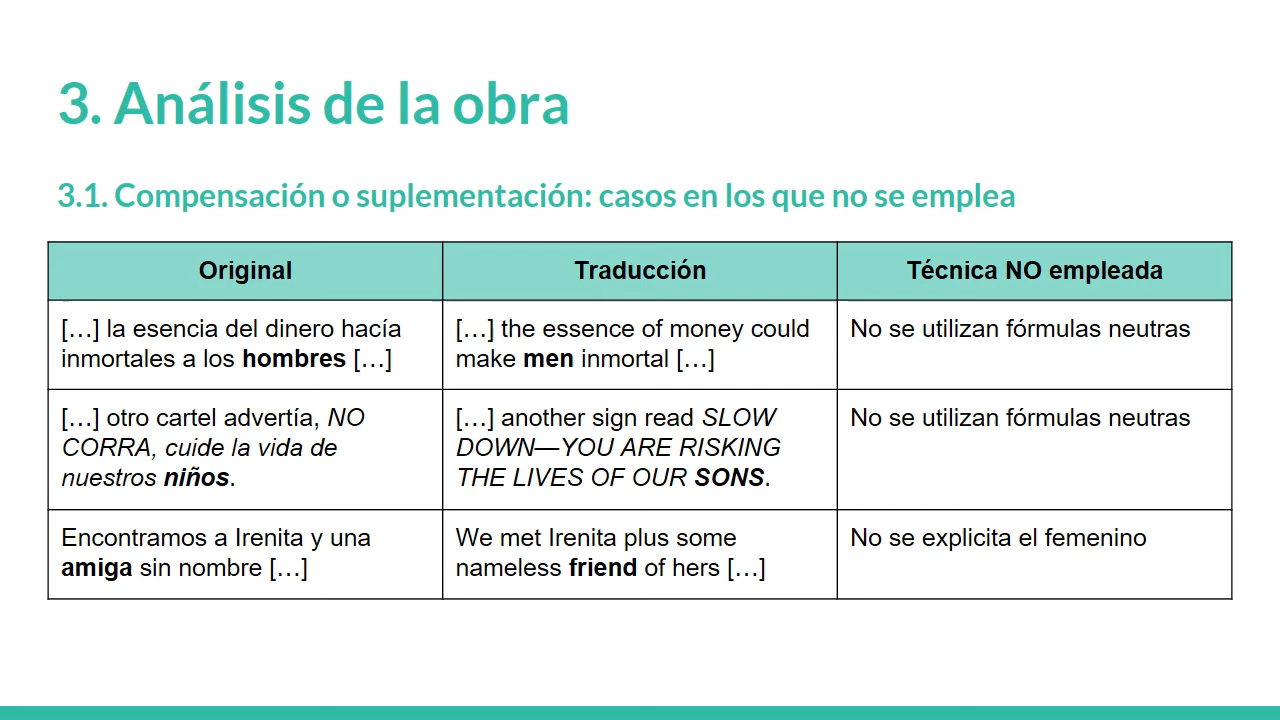 3. Análisis de la obra
3.1. Compensación o suplementación: casos en los que no se emplea
Original
Traducción
Técnica NO empleada
[…] la esencia del dinero hacía
inmortales a los hombres […]
[…] the essence of money could
make men inmortal […]
No se utilizan fórmulas neutras
[…] otro cartel advertía, NO
CORRA, cuide la vida de
nuestros niños.
[…] another sign read SLOW
DOWN—YOU ARE RISKING
THE LIVES OF OUR SONS.
No se utilizan fórmulas neutras
Encontramos a Irenita y una
amiga sin nombre […]
We met Irenita plus some
nameless friend of hers […]
No se explicita el femenino